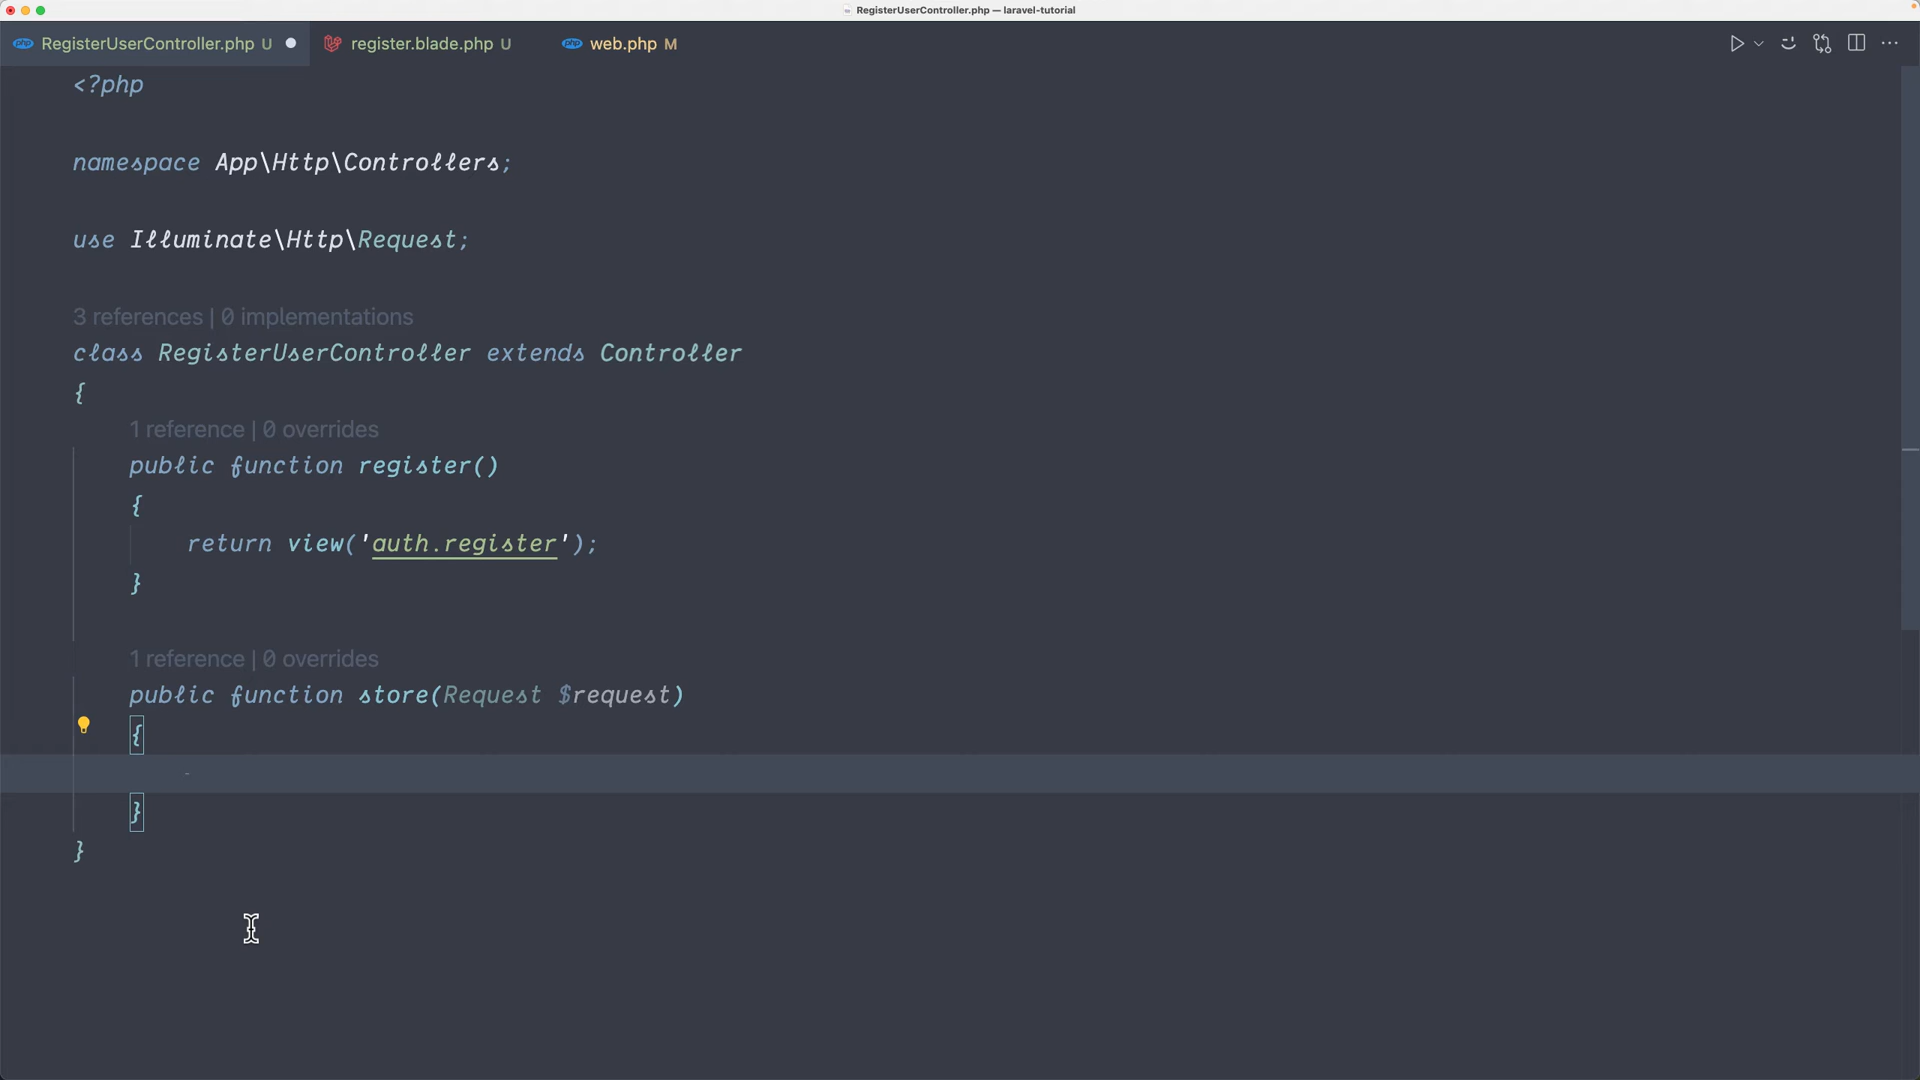 RegisterUserController.php — laravel-tutorial
php RegisterUserController.php U register.blade.php U php web.php M
<?php
namespace App\Http\Controllers;
use Illuminate\Http\Request;
3 references | 0 implementations
class RegisterUserController extends Controller
{
1 reference | 0 overrides
public function register()
{
return view('auth.register');
}
1 reference | 0 overrides
public function store(Request $request)
{
}
}